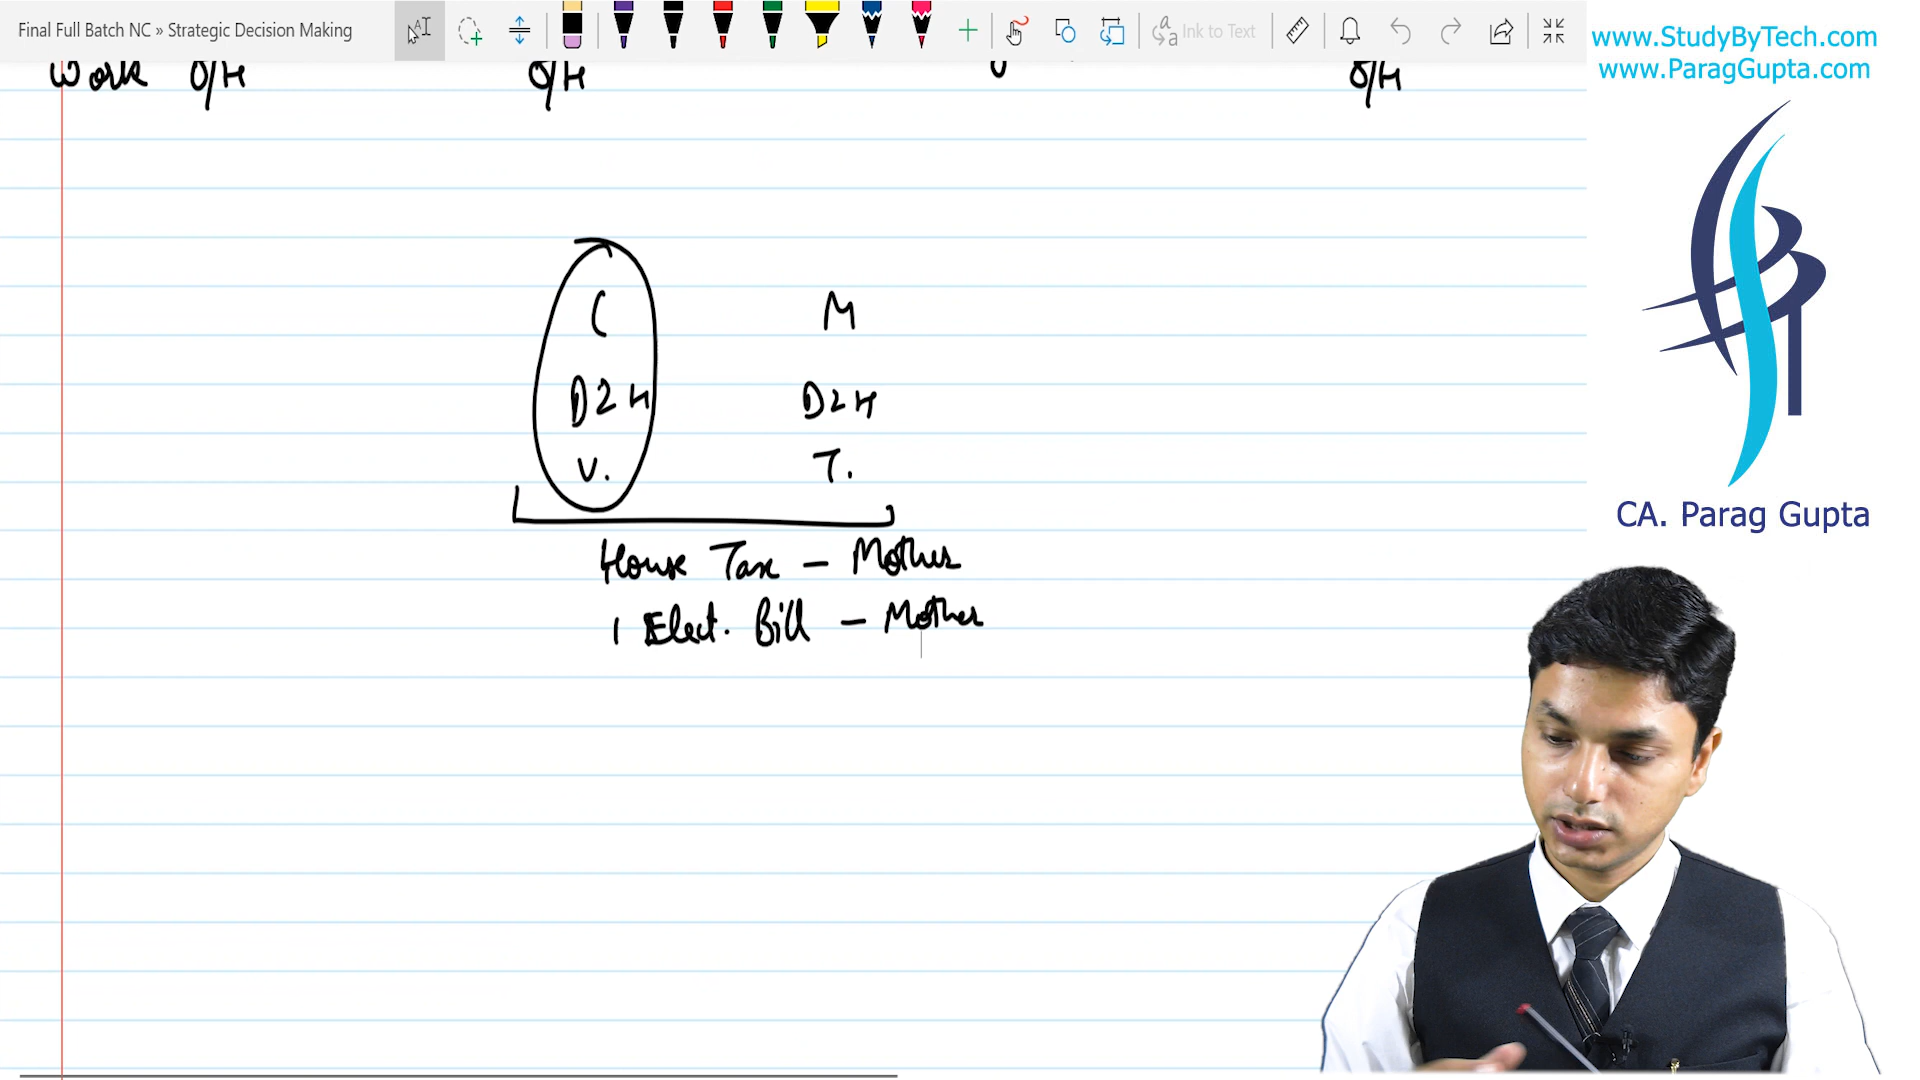 Final Full Batch NC » Strategic Decision Making
Ink to Text
www.StudyByTech.com
www.ParagGupta.com
Work O/H O/H O/H
C M
D2H D2H
V. T.
House Tax – Mother
1 Elect. Bill – Mother
CA. Parag Gupta